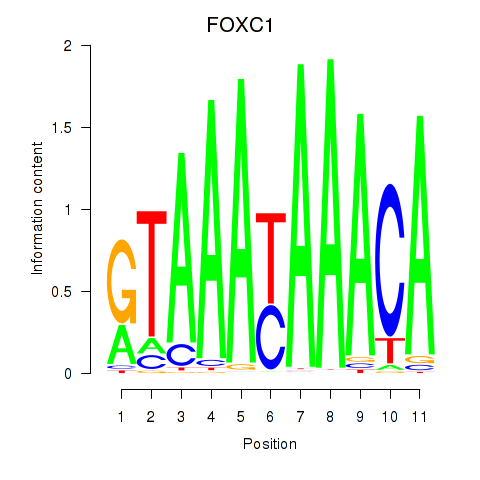 FOXC1
2
1.5
1
0.5
0
Information content
GTAAATAAACA
A A C C G C G T
C C T A
1 2 3 4 5 6 7 8 9 10 11
Position